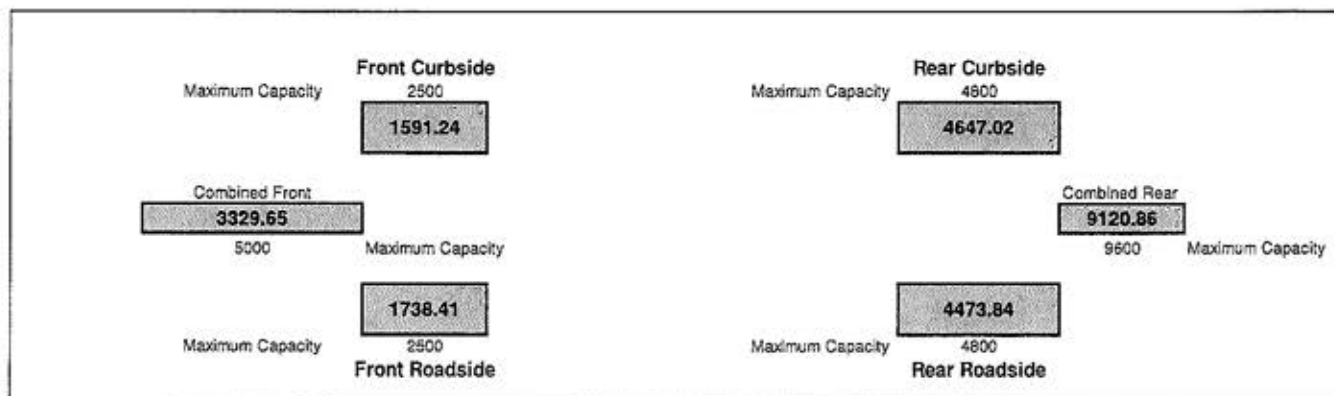 Front Curbside Rear Curbside
Maximum Capacity 2500 Maximum Capacity 4800
1591.24 4647.02
Combined Front Combined Rear
3329.65 9120.86
5000 Maximum Capacity 9600 Maximum Capacity
1738.41 4473.84
Maximum Capacity 2500 Maximum Capacity 4800
Front Roadside Rear Roadside